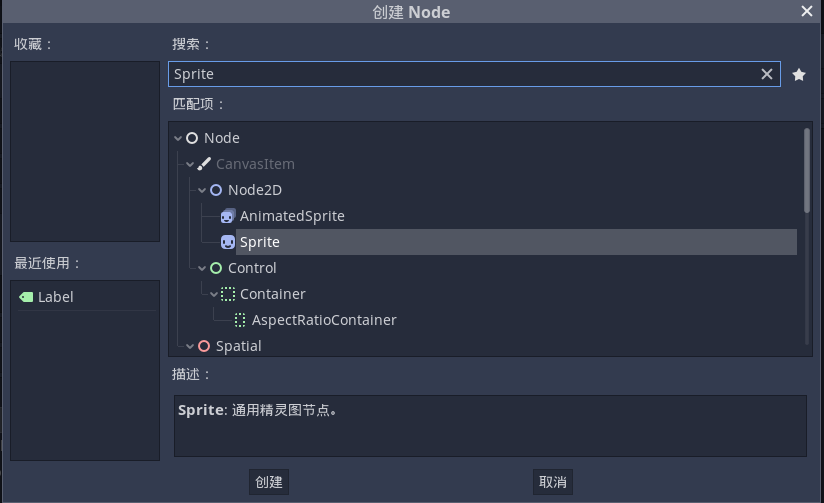 创建 Node
收藏：
搜索：
Sprite
匹配项：
Node
CanvasItem
Node2D
AnimatedSprite
Sprite
Control
Container
AspectRatioContainer
Spatial
最近使用：
Label
描述：
Sprite: 通用精灵图节点。
创建
取消